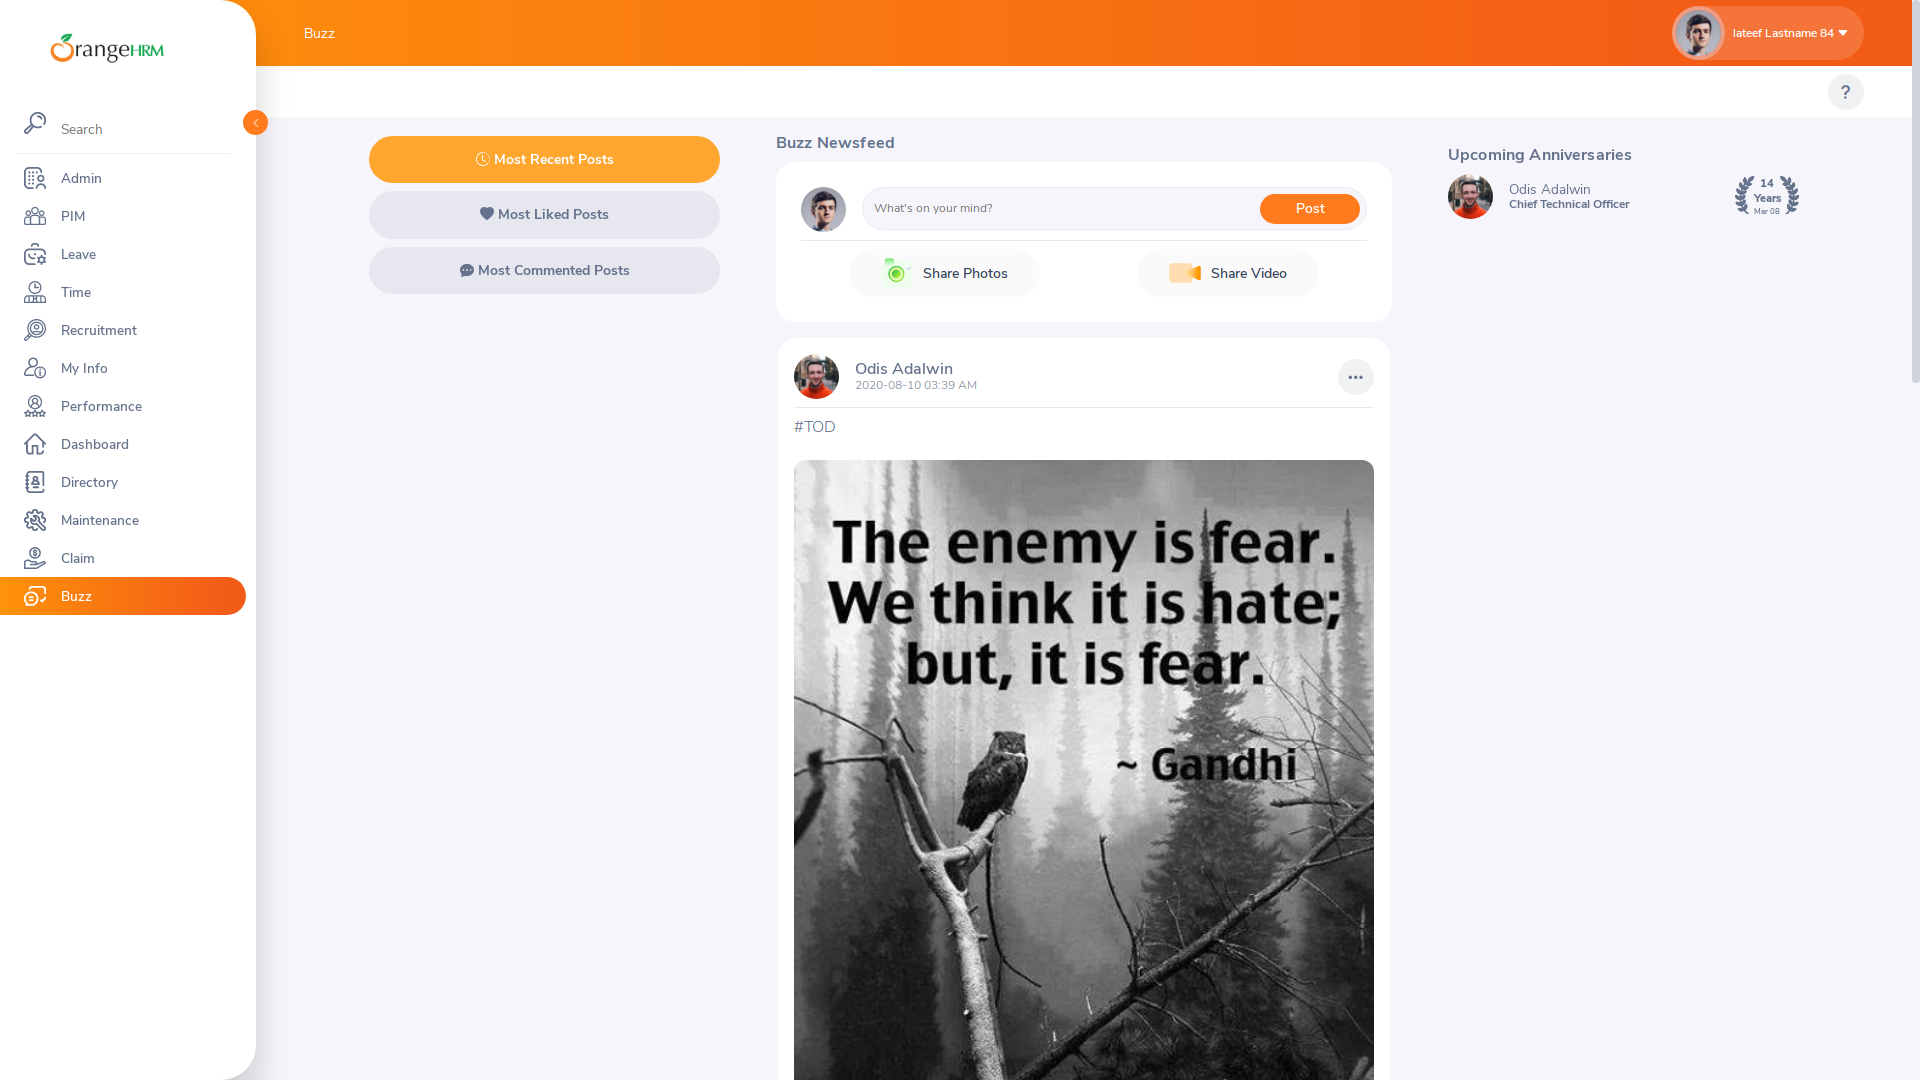 OrangeHRM
Search
Admin
PIM
Leave
Time
Recruitment
My Info
Performance
Dashboard
Directory
Maintenance
Claim
Buzz
Buzz
lateef Lastname 84
?
Most Recent Posts
Most Liked Posts
Most Commented Posts
Buzz Newsfeed
What's on your mind?
Post
Share Photos
Share Video
Odis Adalwin
2020-08-10 03:39 AM
#TOD
The enemy is fear.
We think it is hate;
but, it is fear.
~ Gandhi
Upcoming Anniversaries
Odis Adalwin
Chief Technical Officer
14
Years
Mar 08